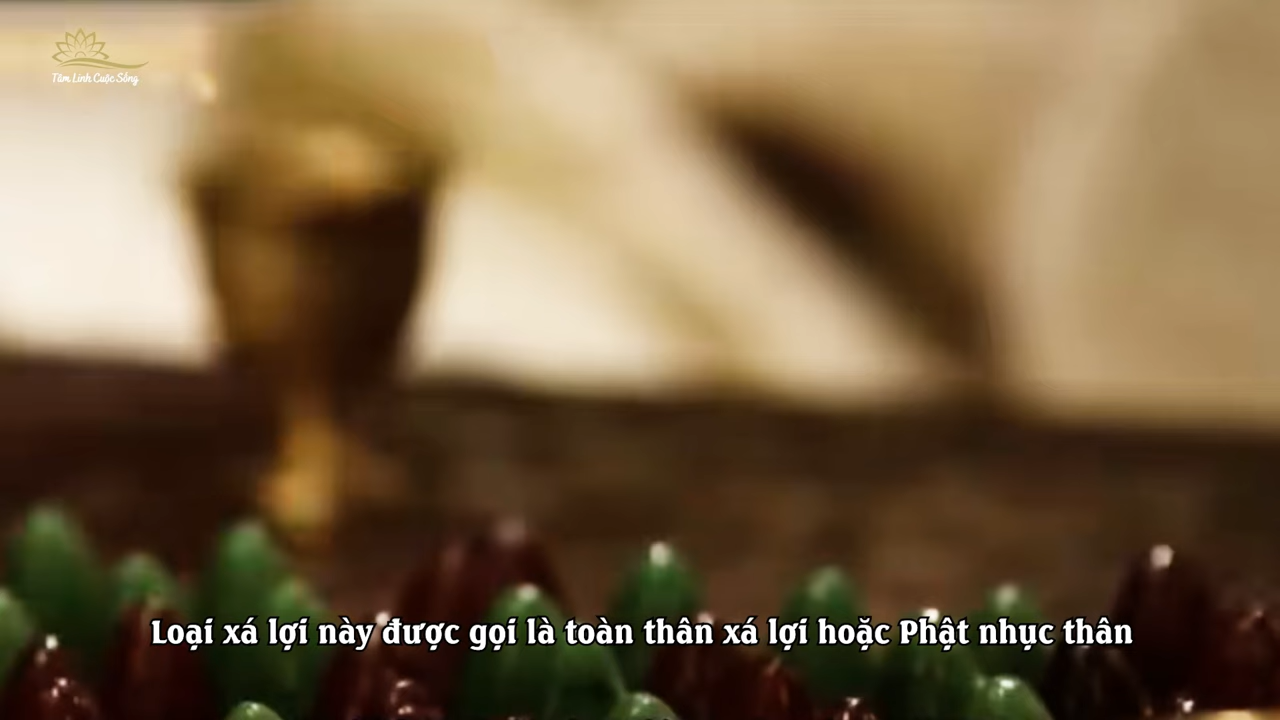 Tâm Linh Cuộc Sống
Loại xá lợi này được gọi là toàn thân xá lợi hoặc Phật nhục thân